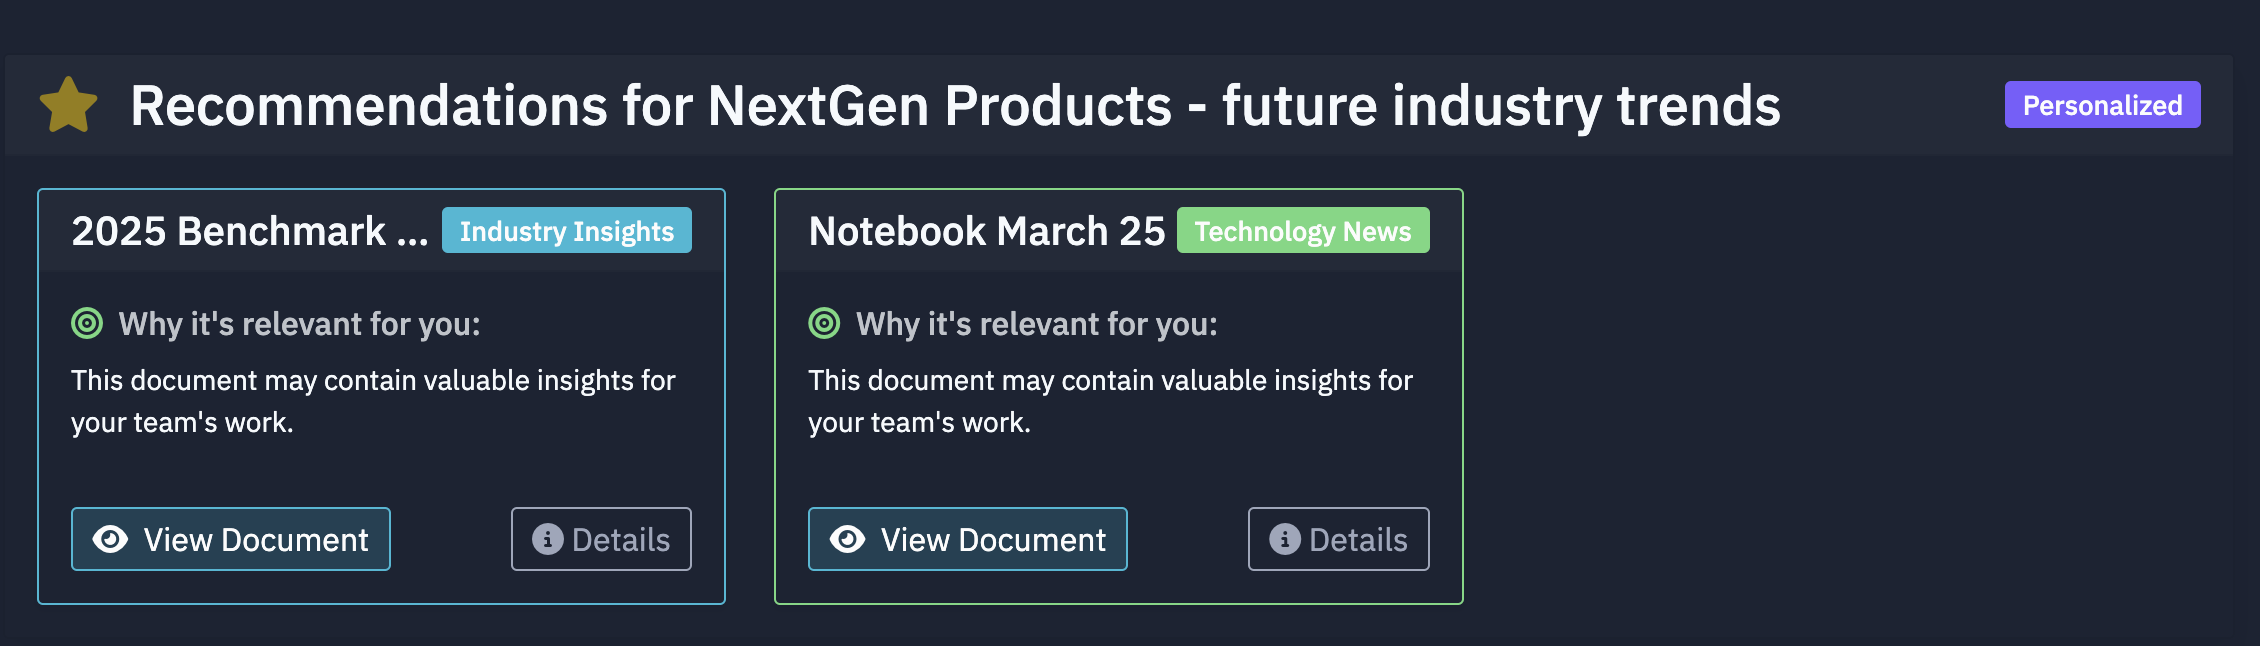 Recommendations for NextGen Products - future industry trends
Personalized
2025 Benchmark ...
Industry Insights
Why it's relevant for you:
This document may contain valuable insights for
your team's work.
View Document
Details
Notebook March 25
Technology News
Why it's relevant for you:
This document may contain valuable insights for
your team's work.
View Document
Details